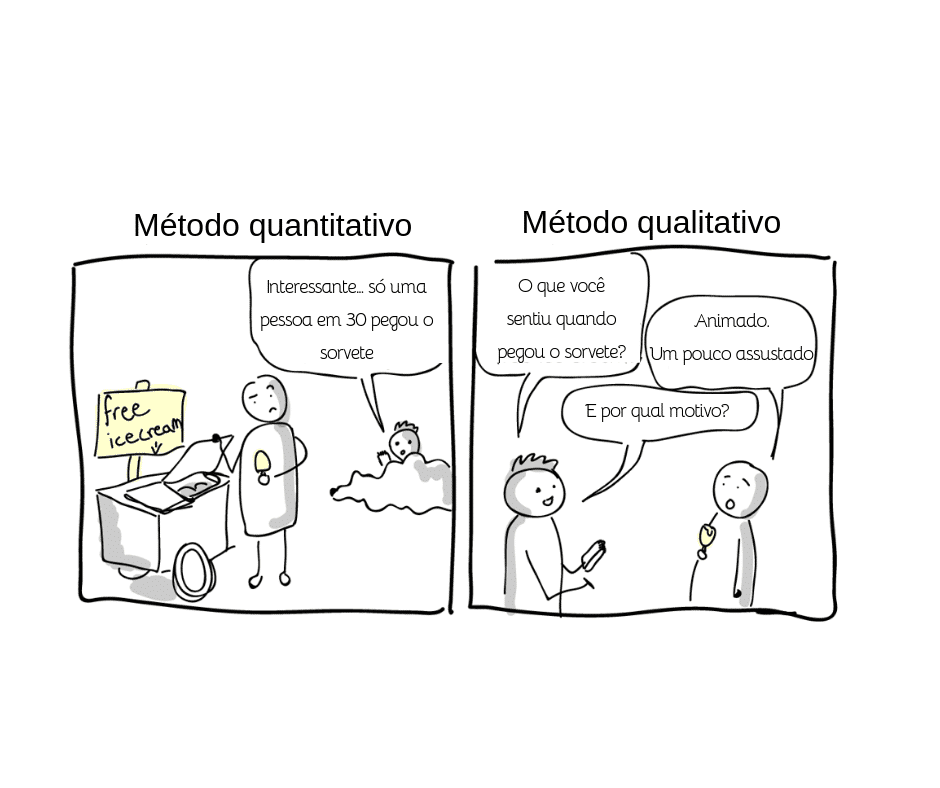 Método quantitativo
Interessante... só uma
pessoa em 30 pegou o
sorvete
free
icecream
Método qualitativo
O que você
sentiu quando
pegou o sorvete?
Animado.
Um pouco assustado
E por qual motivo?